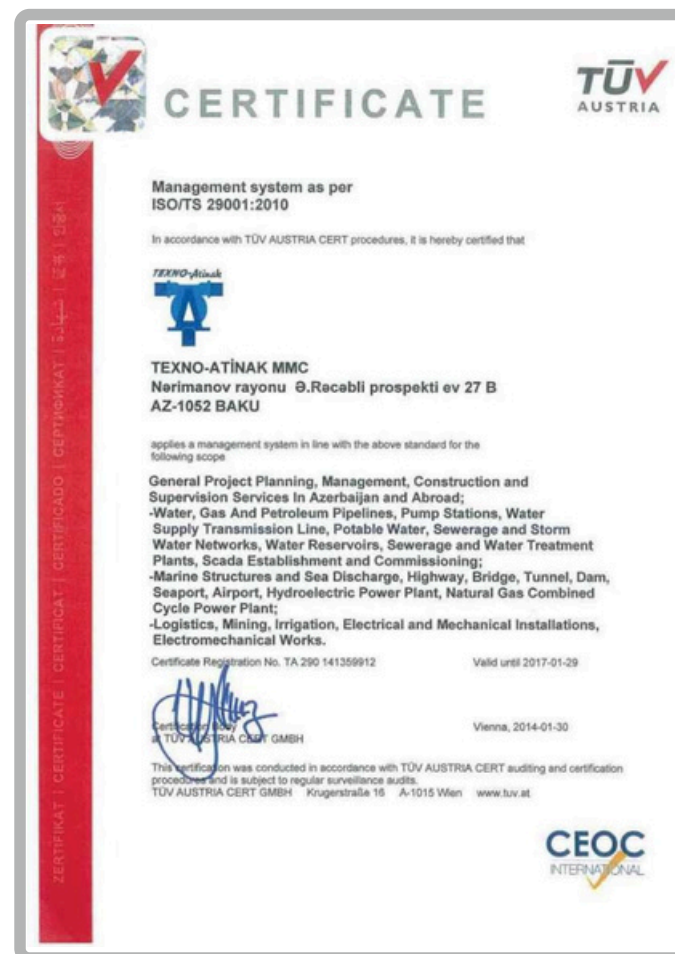 CERTIFICATE
TÜV
AUSTRIA
Management system as per
ISO/TS 29001:2010
In accordance with TÜV AUSTRIA CERT procedures, it is hereby certified that
TEXNO-Atinak
TEXNO-ATİNAK MMC
Nərimanov rayonu Ə.Rəcəbli prospekti ev 27 B
AZ-1052 BAKU
applies a management system in line with the above standard for the
following scope
General Project Planning, Management, Construction and
Supervision Services In Azerbaijan and Abroad;
-Water, Gas And Petroleum Pipelines, Pump Stations, Water
Supply Transmission Line, Potable Water, Sewerage and Storm
Water Networks, Water Reservoirs, Sewerage and Water Treatment
Plants, Scada Establishment and Commissioning;
-Marine Structures and Sea Discharge, Highway, Bridge, Tunnel, Dam,
Seaport, Airport, Hydroelectric Power Plant, Natural Gas Combined
Cycle Power Plant;
-Logistics, Mining, Irrigation, Electrical and Mechanical Installations,
Electromechanical Works.
Certificate Registration No. TA 290 141359912
Valid until 2017-01-29
Certification Body
at TÜV AUSTRIA CERT GMBH
Vienna, 2014-01-30
This certification was conducted in accordance with TÜV AUSTRIA CERT auditing and certification
procedures and is subject to regular surveillance audits.
TÜV AUSTRIA CERT GMBH Krugerstraße 16 A-1015 Wien www.tuv.at
CEOC
INTERNATIONAL
ZERTIFIKAT | CERTIFICATE | CERTIFICAT | CERTIFICADO | СЕРТИФИКАТ | شهادة